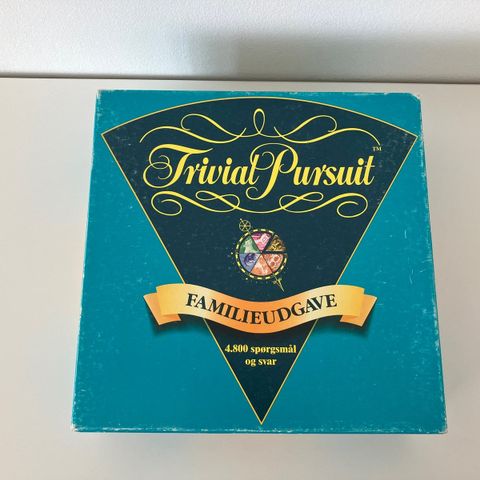 Trivial Pursuit™
FAMILIEUDGAVE
4.800 spørgsmål
og svar